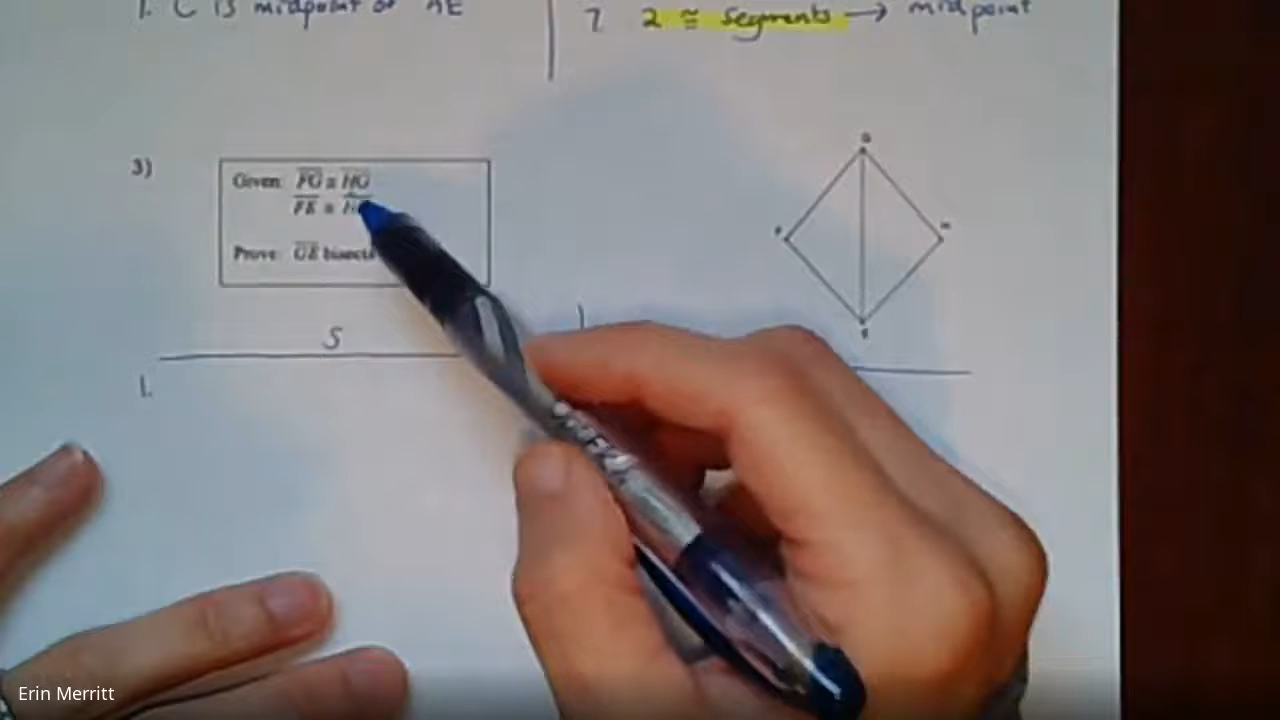 1. C is midpoint of AE
7. 2 ≅ segments → midpoint
3)
Given: FG ≅ HG
FE ≅
Prove: GE bisects
S
1.
G
F
H
E
Erin Merritt